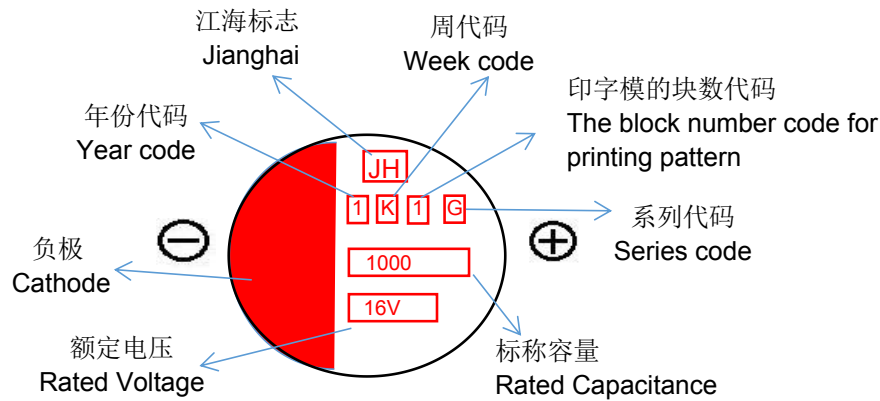 江海标志
Jianghai
周代码
Week code
印字模的块数代码
The block number code for
printing pattern
年份代码
Year code
JH
1 K 1 G
系列代码
Series code
负极
Cathode
1000
16V
额定电压
Rated Voltage
标称容量
Rated Capacitance